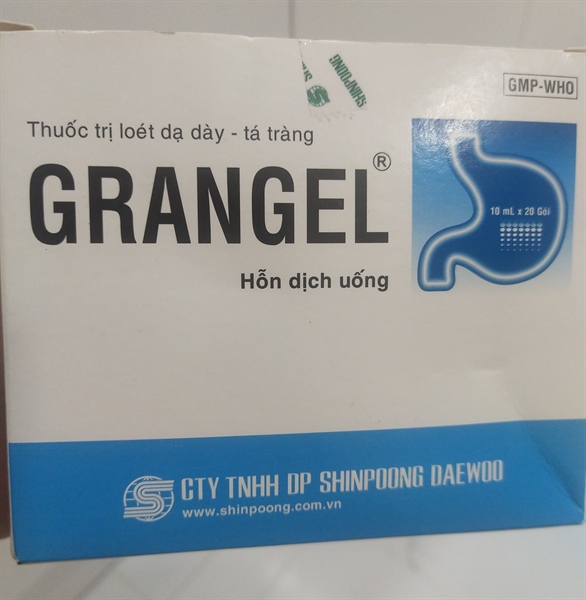 SHINPOONG
GMP-WHO
Thuốc trị loét dạ dày - tá tràng
GRANGEL®
10 mL x 20 Gói
Hỗn dịch uống
CTY TNHH DP SHINPOONG DAEWOO
www.shinpoong.com.vn